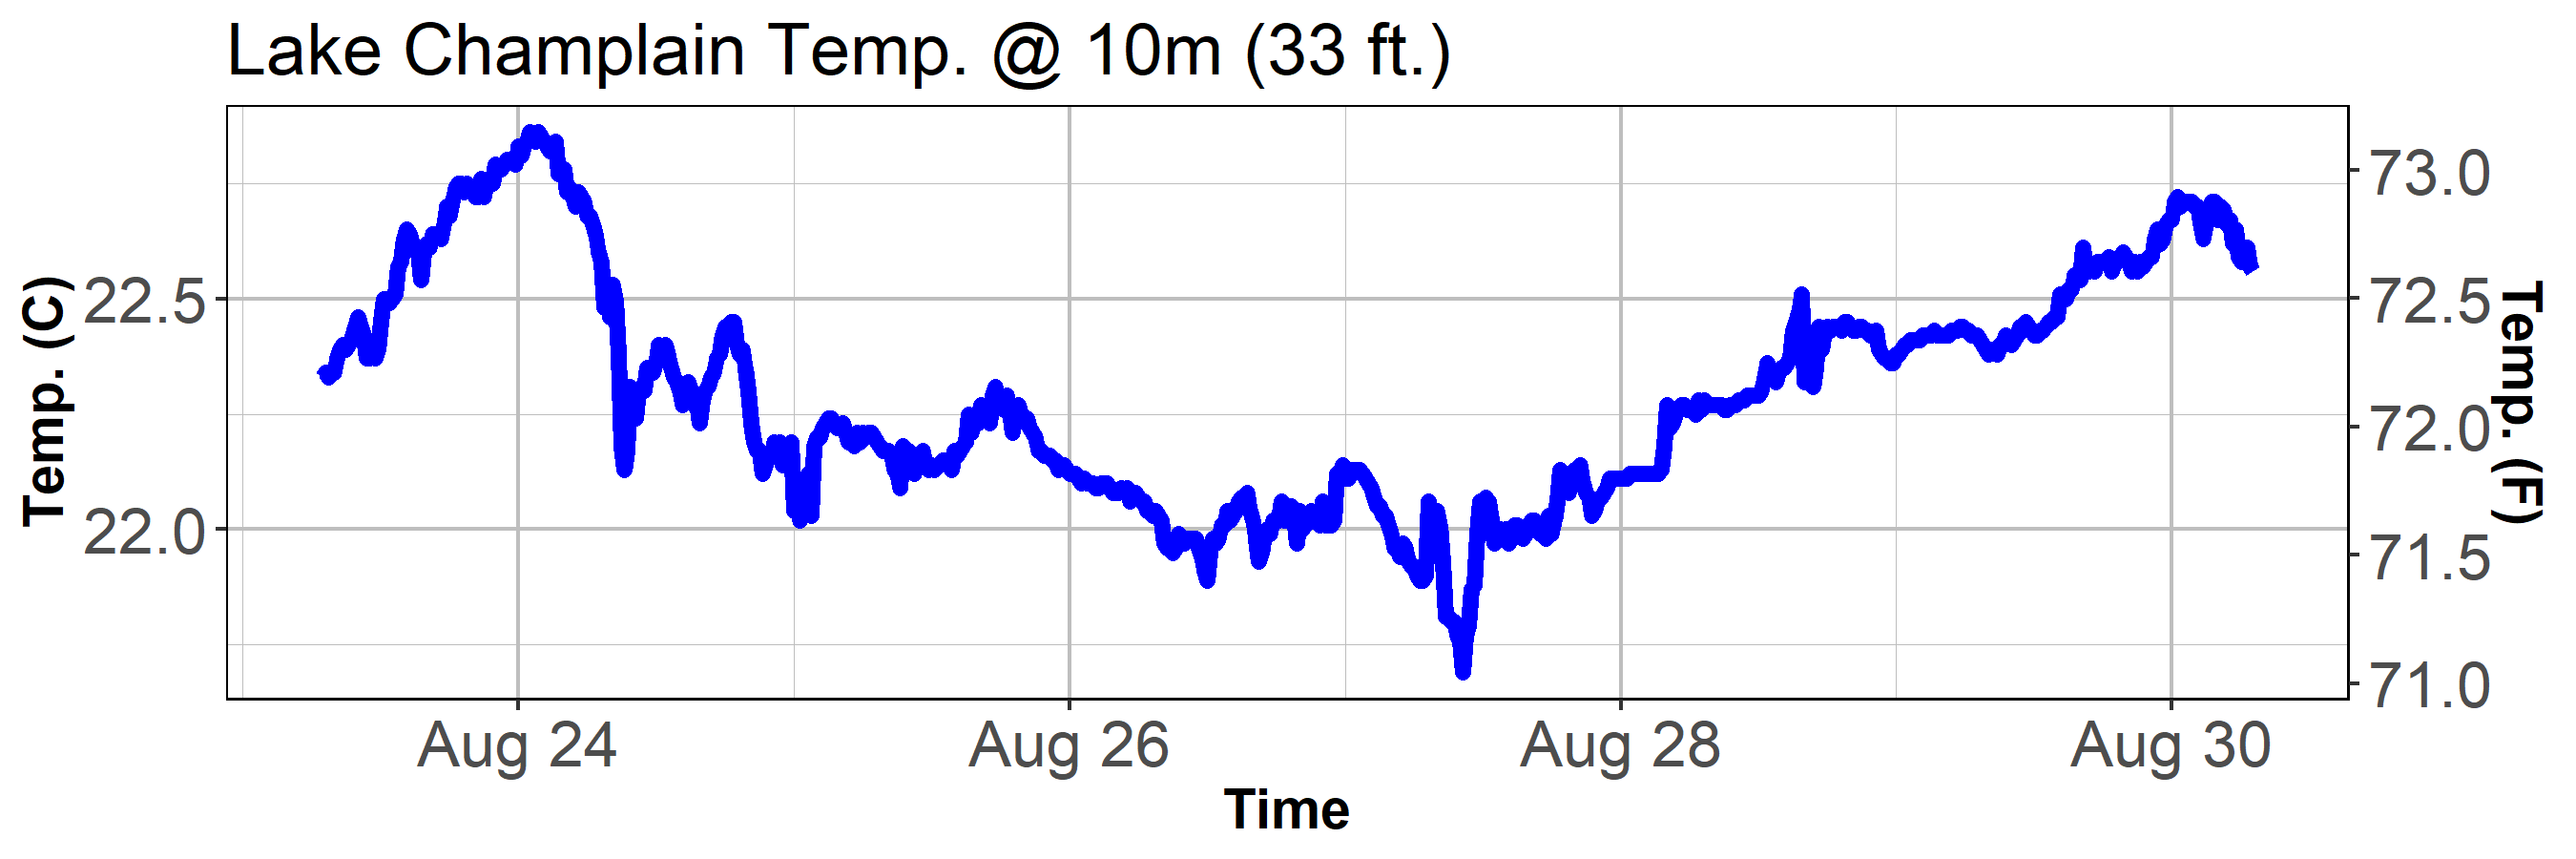 Lake Champlain Temp. @ 10m (33 ft.)
Temp. (C)
22.5
22.0
73.0
72.5
72.0
71.5
71.0
Temp. (F)
Aug 24
Aug 26
Aug 28
Aug 30
Time